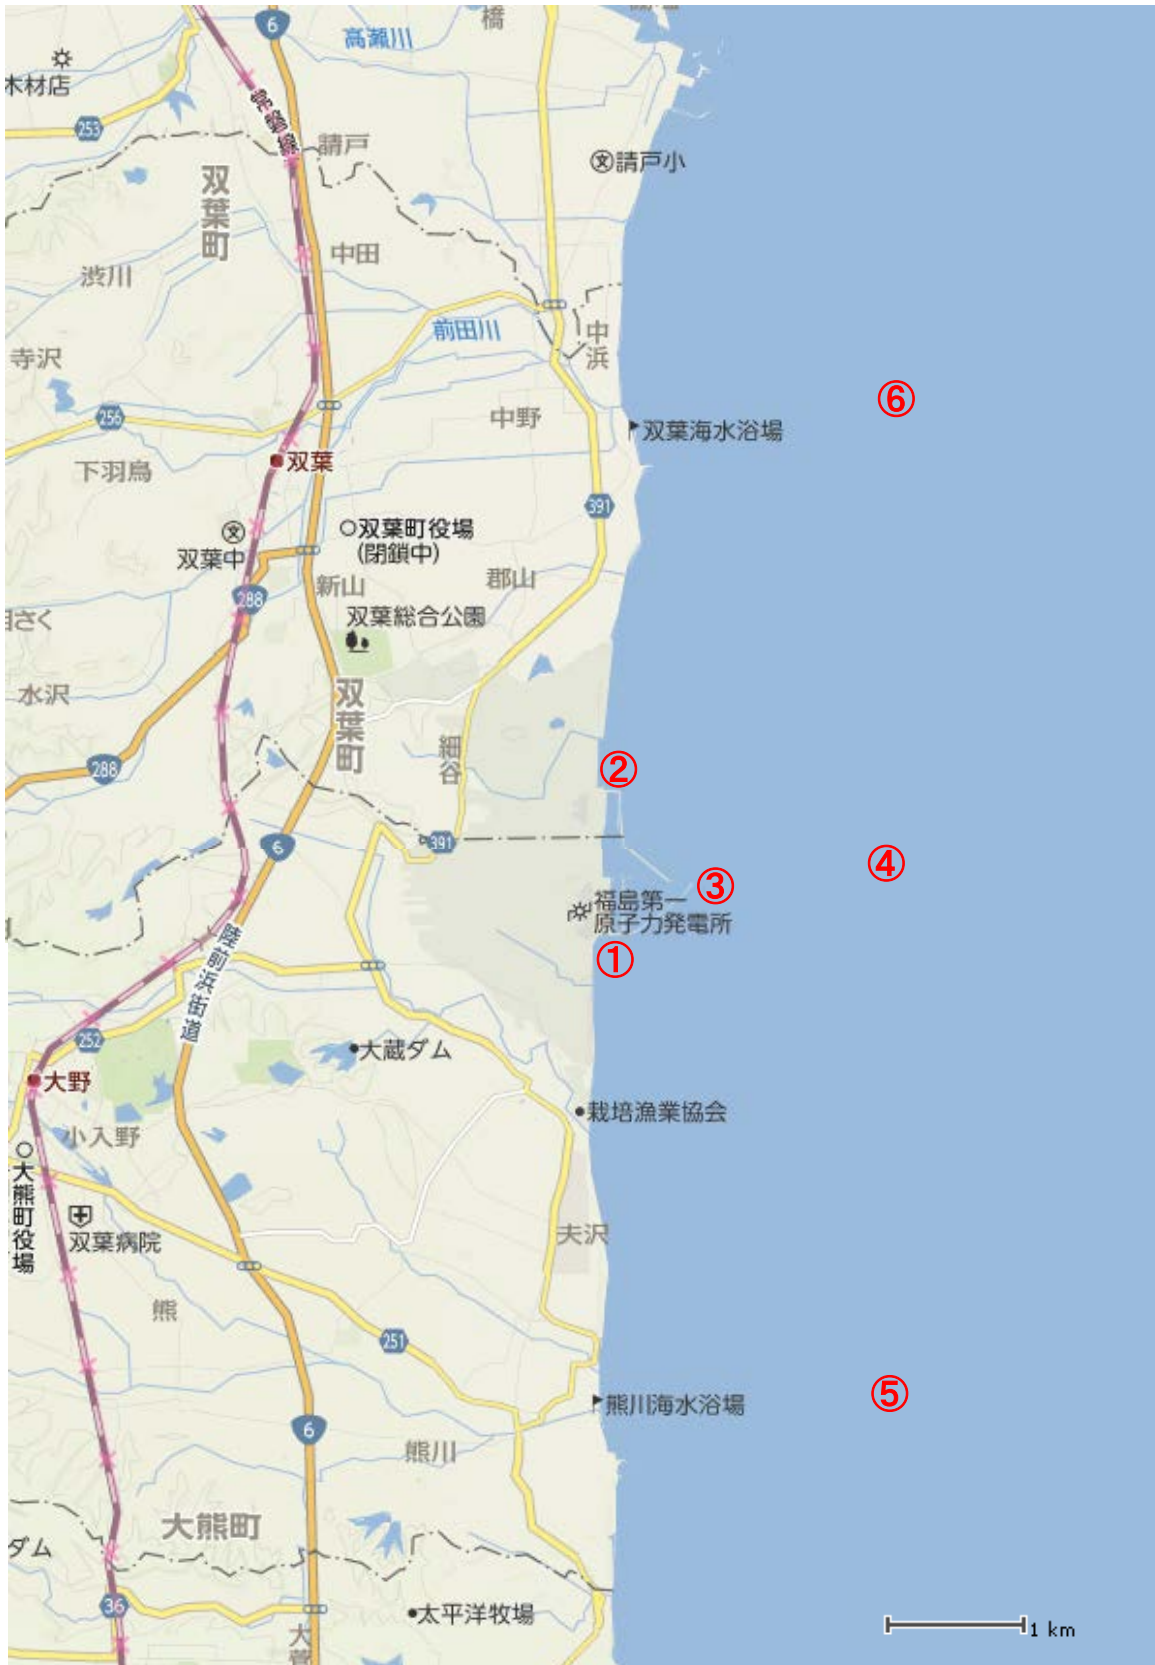 6
橋
高瀬川
木材店
常磐線
253
請戸
請戸小
双葉町
中田
渋川
前田川
中浜
寺沢
⑥
256
中野
双葉海水浴場
双葉
下羽鳥
391
双葉町役場
(閉鎖中)
双葉中
新山
郡山
288
双葉総合公園
水沢
双葉町
細谷
②
288
391
6
④
③
福島第一
原子力発電所
①
陸前浜街道
252
大蔵ダム
大野
栽培漁業協会
小入野
大熊町役場
双葉病院
夫沢
熊
251
⑤
熊川海水浴場
6
熊川
大熊町
ダム
36
太平洋牧場
1 km
大菅